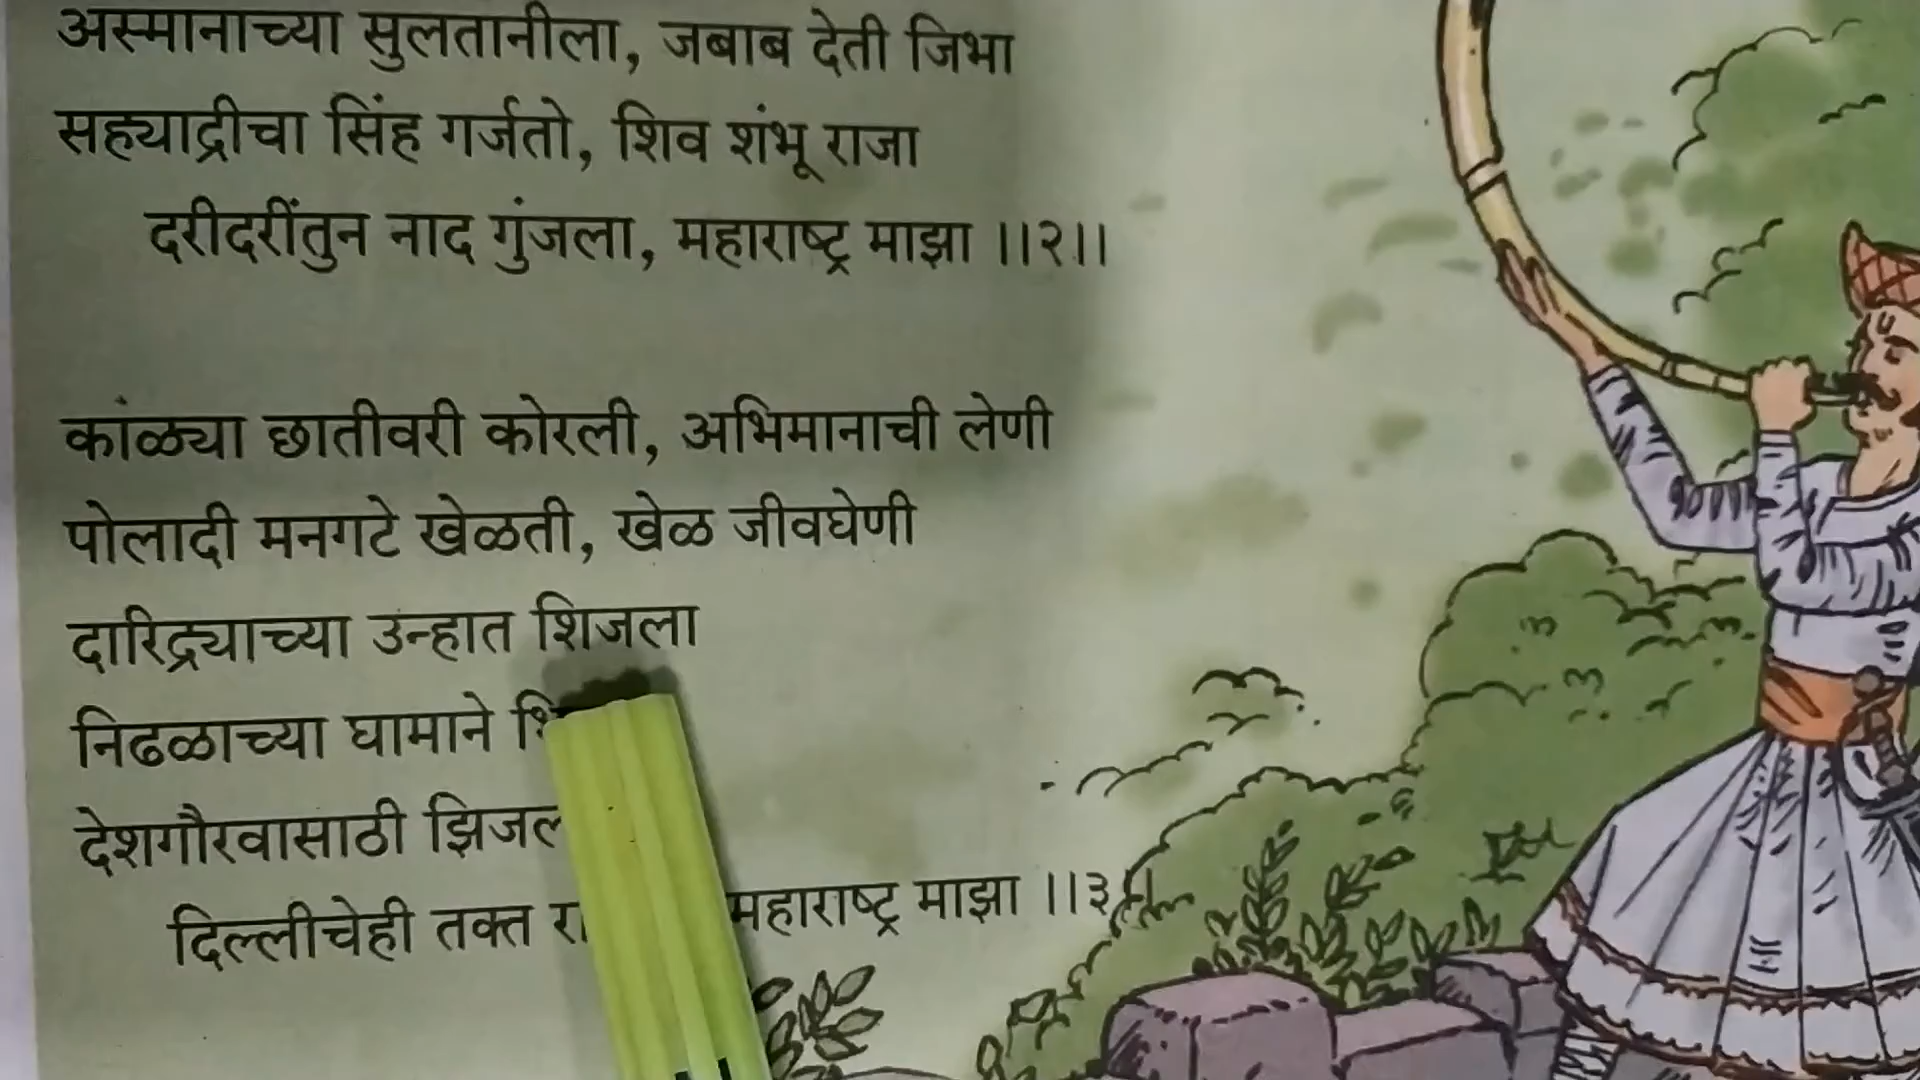 अस्मानाच्या सुलतानीला, जबाब देती जिभा
सह्याद्रीचा सिंह गर्जतो, शिव शंभू राजा
दरीदरींतुन नाद गुंजला, महाराष्ट्र माझा ।।२।।
काळ्या छातीवरी कोरली, अभिमानाची लेणी
पोलादी मनगटे खेळती, खेळ जीवघेणी
दारिद्र्याच्या उन्हात शिजला
निढळाच्या घामाने
देशगौरवासाठी
दिल्लीचेही तक्त महाराष्ट्र माझा ।।३।।